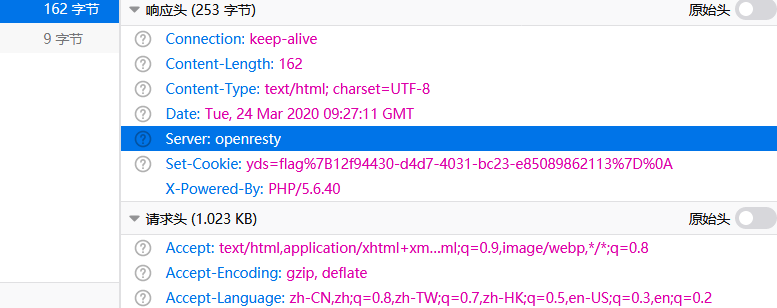 162 字节
响应头 (253 字节)
原始头
9 字节
Connection: keep-alive
Content-Length: 162
Content-Type: text/html; charset=UTF-8
Date: Tue, 24 Mar 2020 09:27:11 GMT
Server: openresty
Set-Cookie: yds=flag%7B12f94430-d4d7-4031-bc23-e85089862113%7D%0A
X-Powered-By: PHP/5.6.40
请求头 (1.023 KB)
原始头
Accept: text/html,application/xhtml+xm...ml;q=0.9,image/webp,*/*;q=0.8
Accept-Encoding: gzip, deflate
Accept-Language: zh-CN,zh;q=0.8,zh-TW;q=0.7,zh-HK;q=0.5,en-US;q=0.3,en;q=0.2